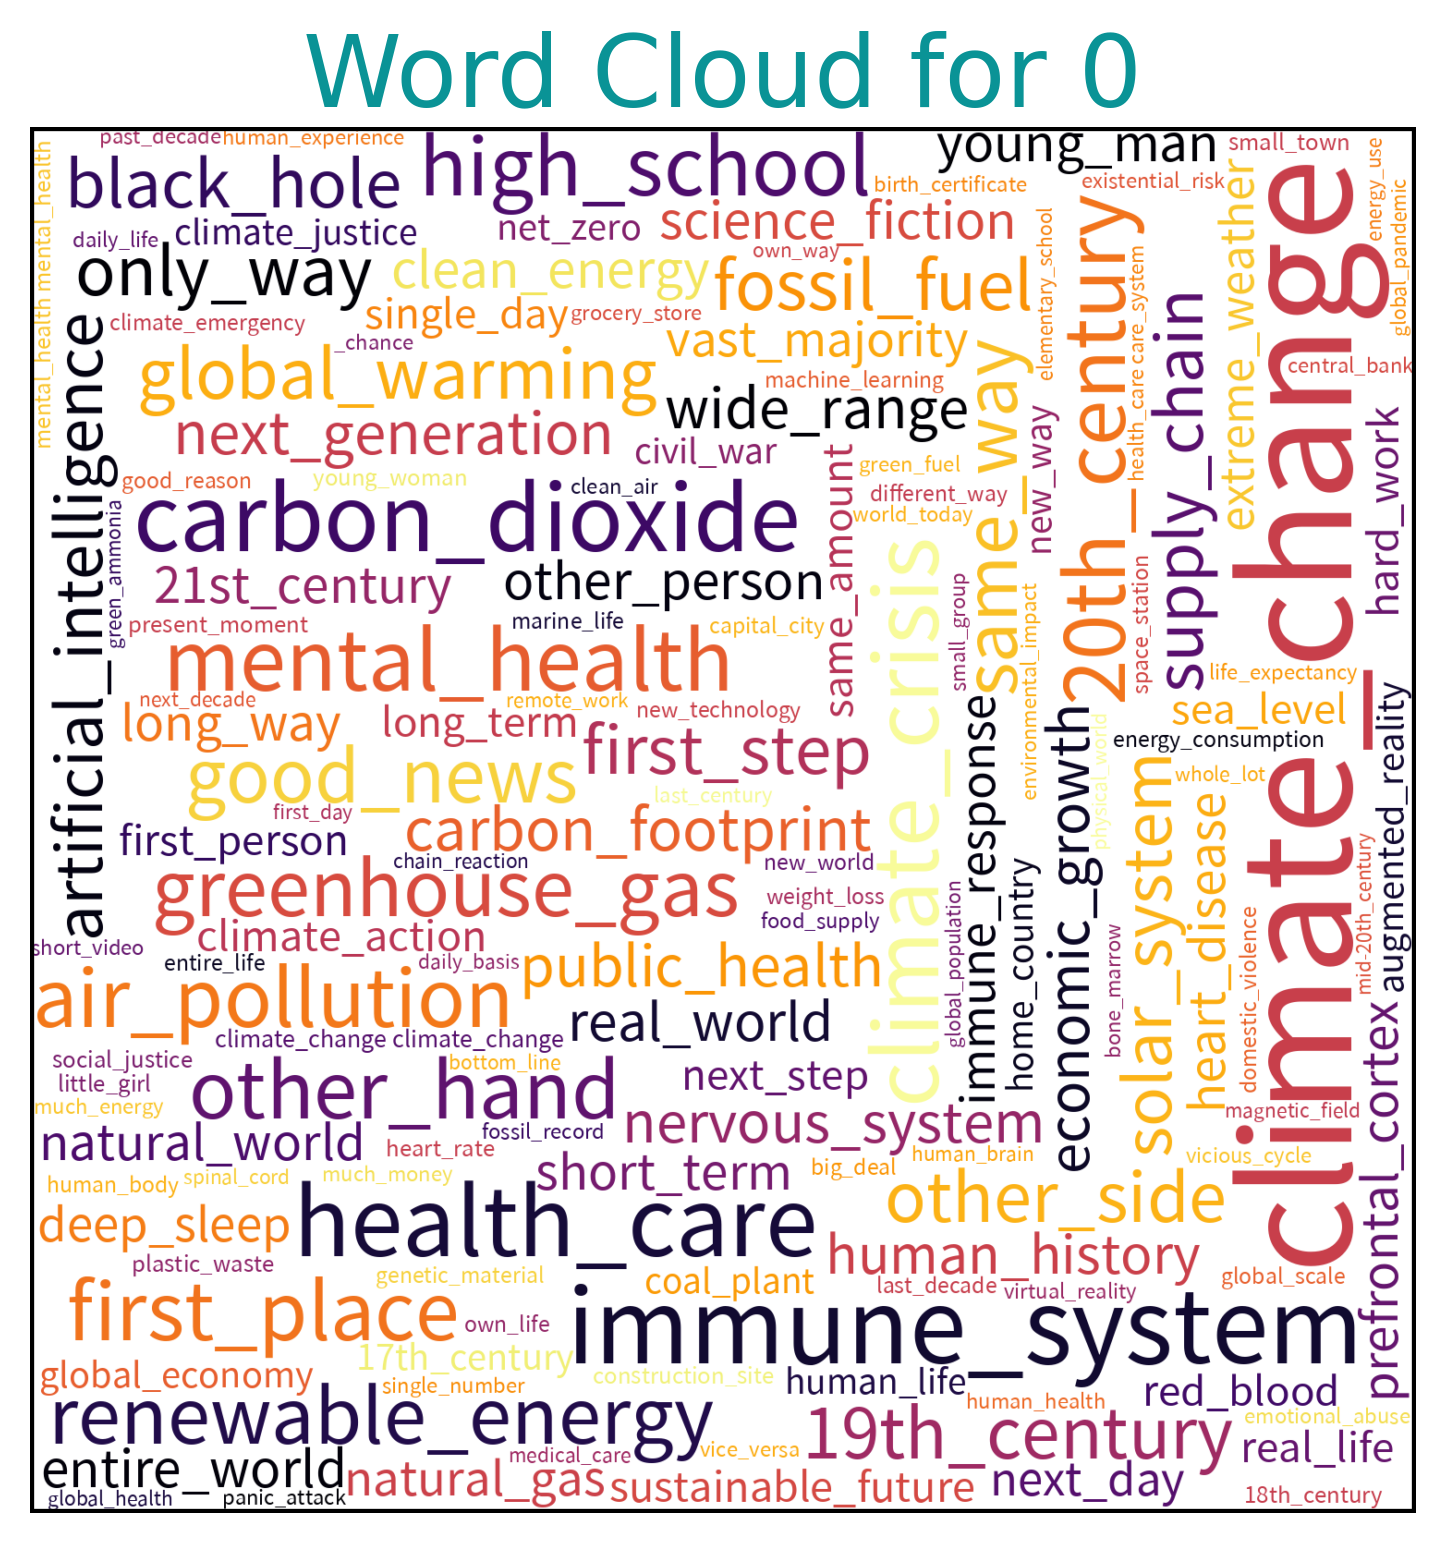 Word Cloud for 0
past_decade
human_experience
high_school
young_man
small_town
energy_use
mental_health mental_health
mental_health
black_hole
birth_certificate
existential_risk
global_pandemic
climate_justice
net_zero
science_fiction
daily_life
own_way
elementary_school
only_way
clean_energy
fossil_fuel
20th_century
extreme_weather
climate_change
health_care care_system
single_day
grocery_store
climate_emergency
supply_chain
_chance
vast_majority
same_way
central_bank
global_warming
machine_learning
wide_range
new_way
hard_work
artificial_intelligence
next_generation
civil_war
same_amount
green_fuel
good_reason
young_woman
clean_air
different_way
world_today
carbon_dioxide
green_ammonia
climate_crisis
21st_century
other_person
small_group
environmental_impact
space_station
present_moment
marine_life
capital_city
mental_health
life_expectancy
next_decade
remote_work
new_technology
long_way
long_term
first_step
sea_level
augmented_reality
immune_response
economic_growth
physical_world
energy_consumption
good_news
last_century
solar_system
whole_lot
first_day
heart_disease
first_person
carbon_footprint
mid-20th_century
chain_reaction
new_world
home_country
greenhouse_gas
weight_loss
global_population
food_supply
domestic_violence
bone_marrow
climate_action
short_video
entire_life
daily_basis
public_health
air_pollution
real_world
prefrontal_cortex
climate_change climate_change
social_justice
bottom_line
little_girl
other_hand
next_step
much_energy
nervous_system
magnetic_field
natural_world
fossil_record
heart_rate
short_term
big_deal
human_brain
vicious_cycle
human_body
spinal_cord
much_money
health_care
other_side
deep_sleep
human_history
plastic_waste
genetic_material
coal_plant
last_decade
virtual_reality
global_scale
first_place
own_life
immune_system
17th_century
global_economy
single_number
construction_site
human_life
human_health
red_blood
renewable_energy
19th_century
emotional_abuse
medical_care
vice_versa
real_life
entire_world
natural_gas
sustainable_future
next_day
global_health
panic_attack
18th_century